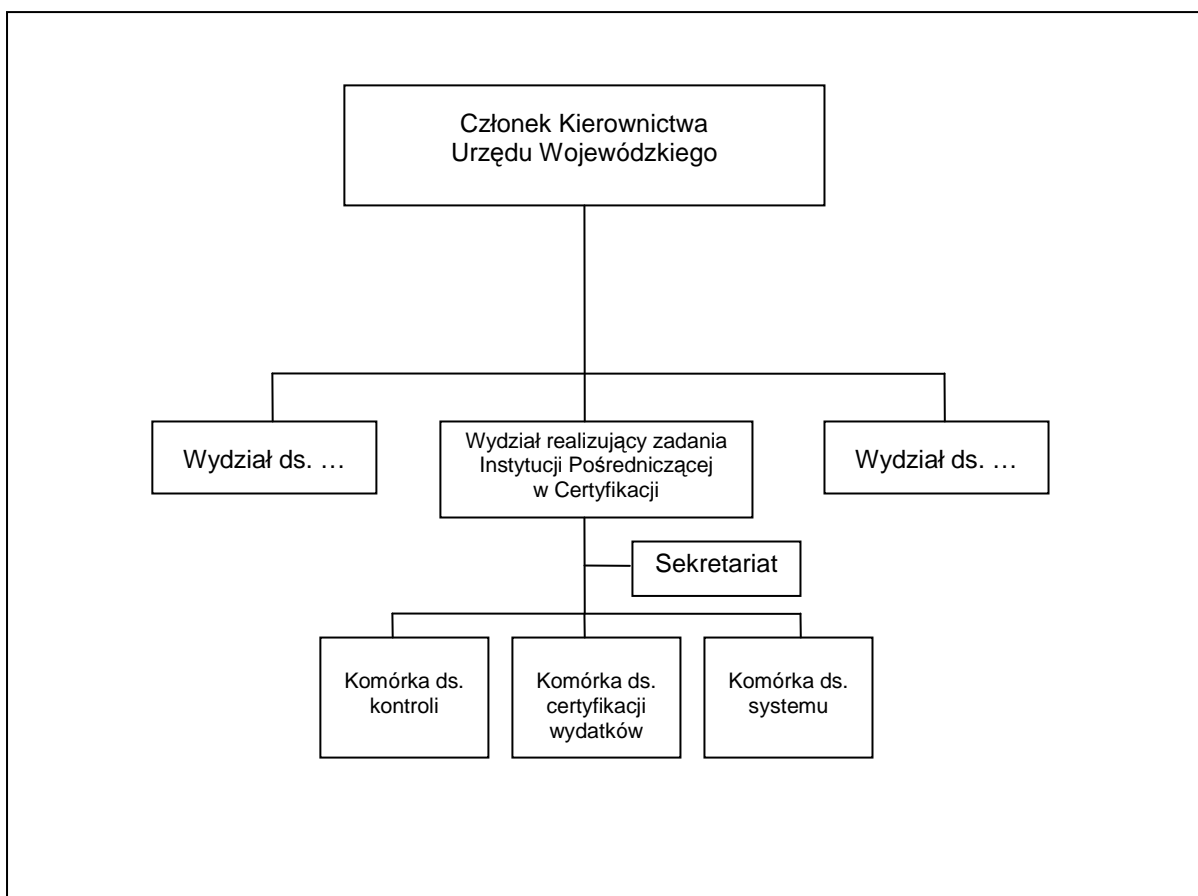 Członek Kierownictwa
Urzędu Wojewódzkiego
Wydział ds. …
Wydział realizujący zadania
Instytucji Pośredniczącej
w Certyfikacji
Wydział ds. …
Sekretariat
Komórka ds.
kontroli
Komórka ds.
certyfikacji
wydatków
Komórka ds.
systemu